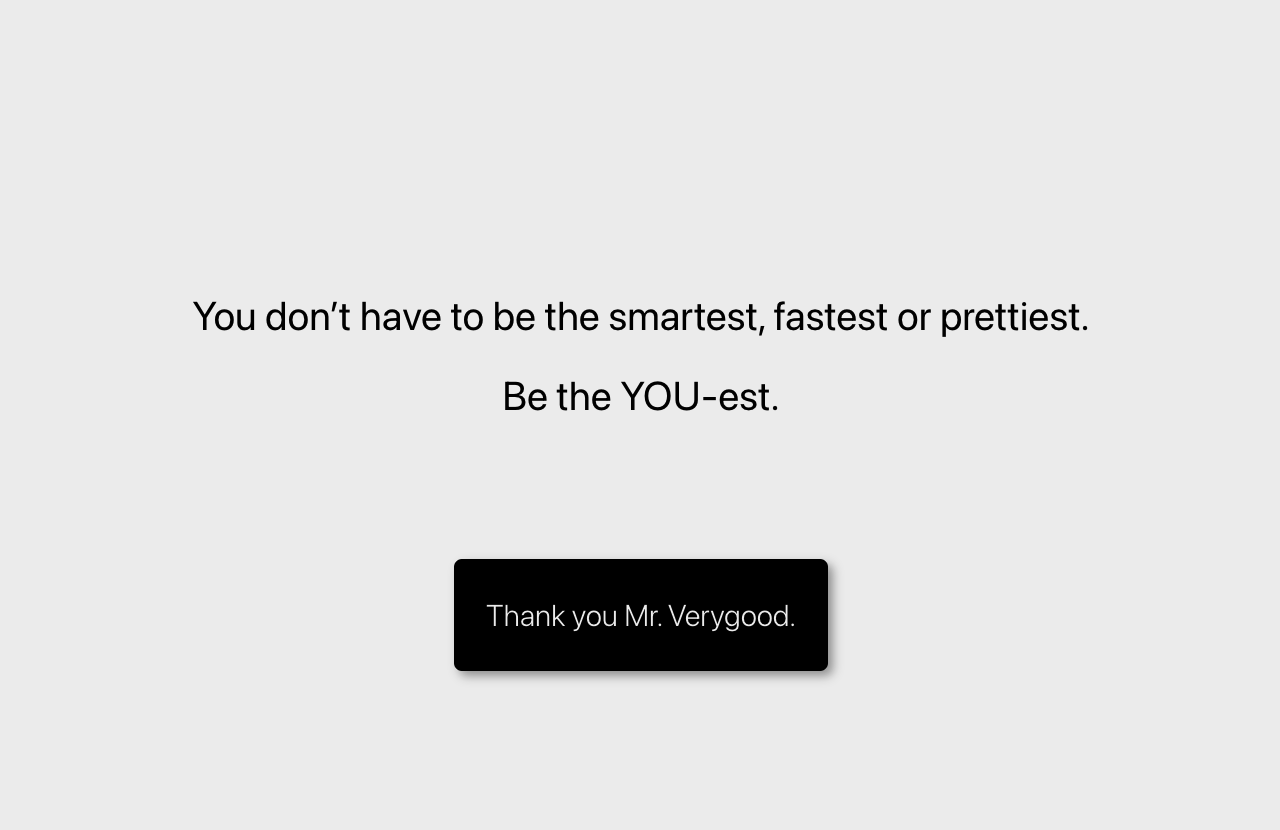 You don’t have to be the smartest, fastest or prettiest.
Be the YOU-est.
Thank you Mr. Verygood.